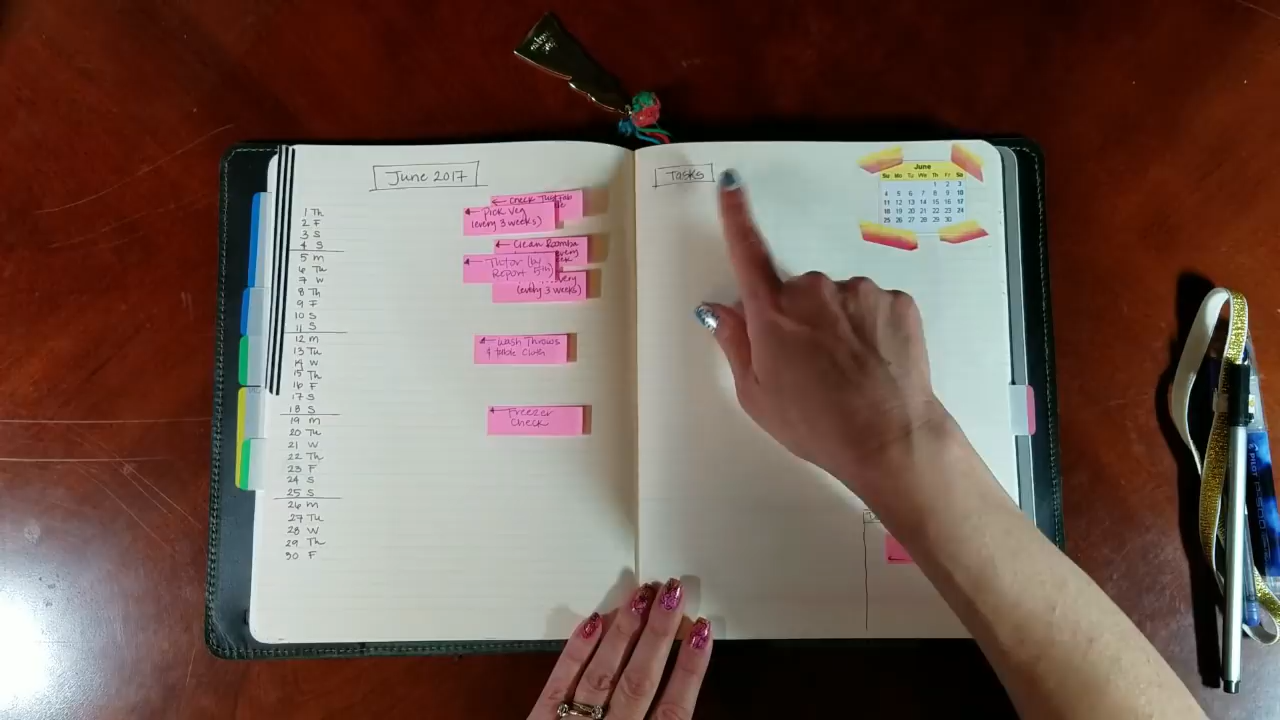 June 2017
1 Th
2 F
3 S
4 S
5 M
6 Tu
7 W
8 Th
9 F
10 S
11 S
12 M
13 Tu
14 W
15 Th
16 F
17 S
18 S
19 M
20 Tu
21 W
22 Th
23 F
24 S
25 S
26 M
27 Tu
28 W
29 Th
30 F
Check
Pick Veg
(every 3 weeks)
Clean Roomba
every
Tutor (by
Report 5th)
every
(every 3 weeks)
Wash Throws
& table cloth
Freezer
Check
Tasks
June
Su Mo Tu We Th Fr Sa
1 2 3
4 5 6 7 8 9 10
11 12 13 14 15 16 17
18 19 20 21 22 23 24
25 26 27 28 29 30
PILOT